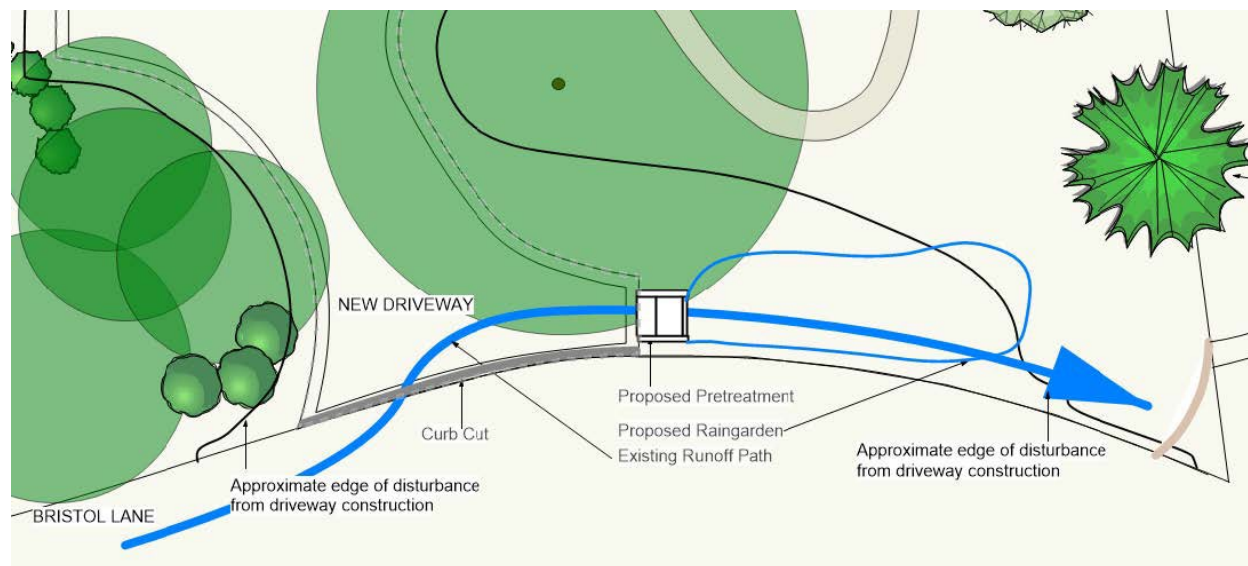 NEW DRIVEWAY
Proposed Pretreatment
Curb Cut
Proposed Raingarden
Existing Runoff Path
Approximate edge of disturbance
from driveway construction
Approximate edge of disturbance
from driveway construction
BRISTOL LANE